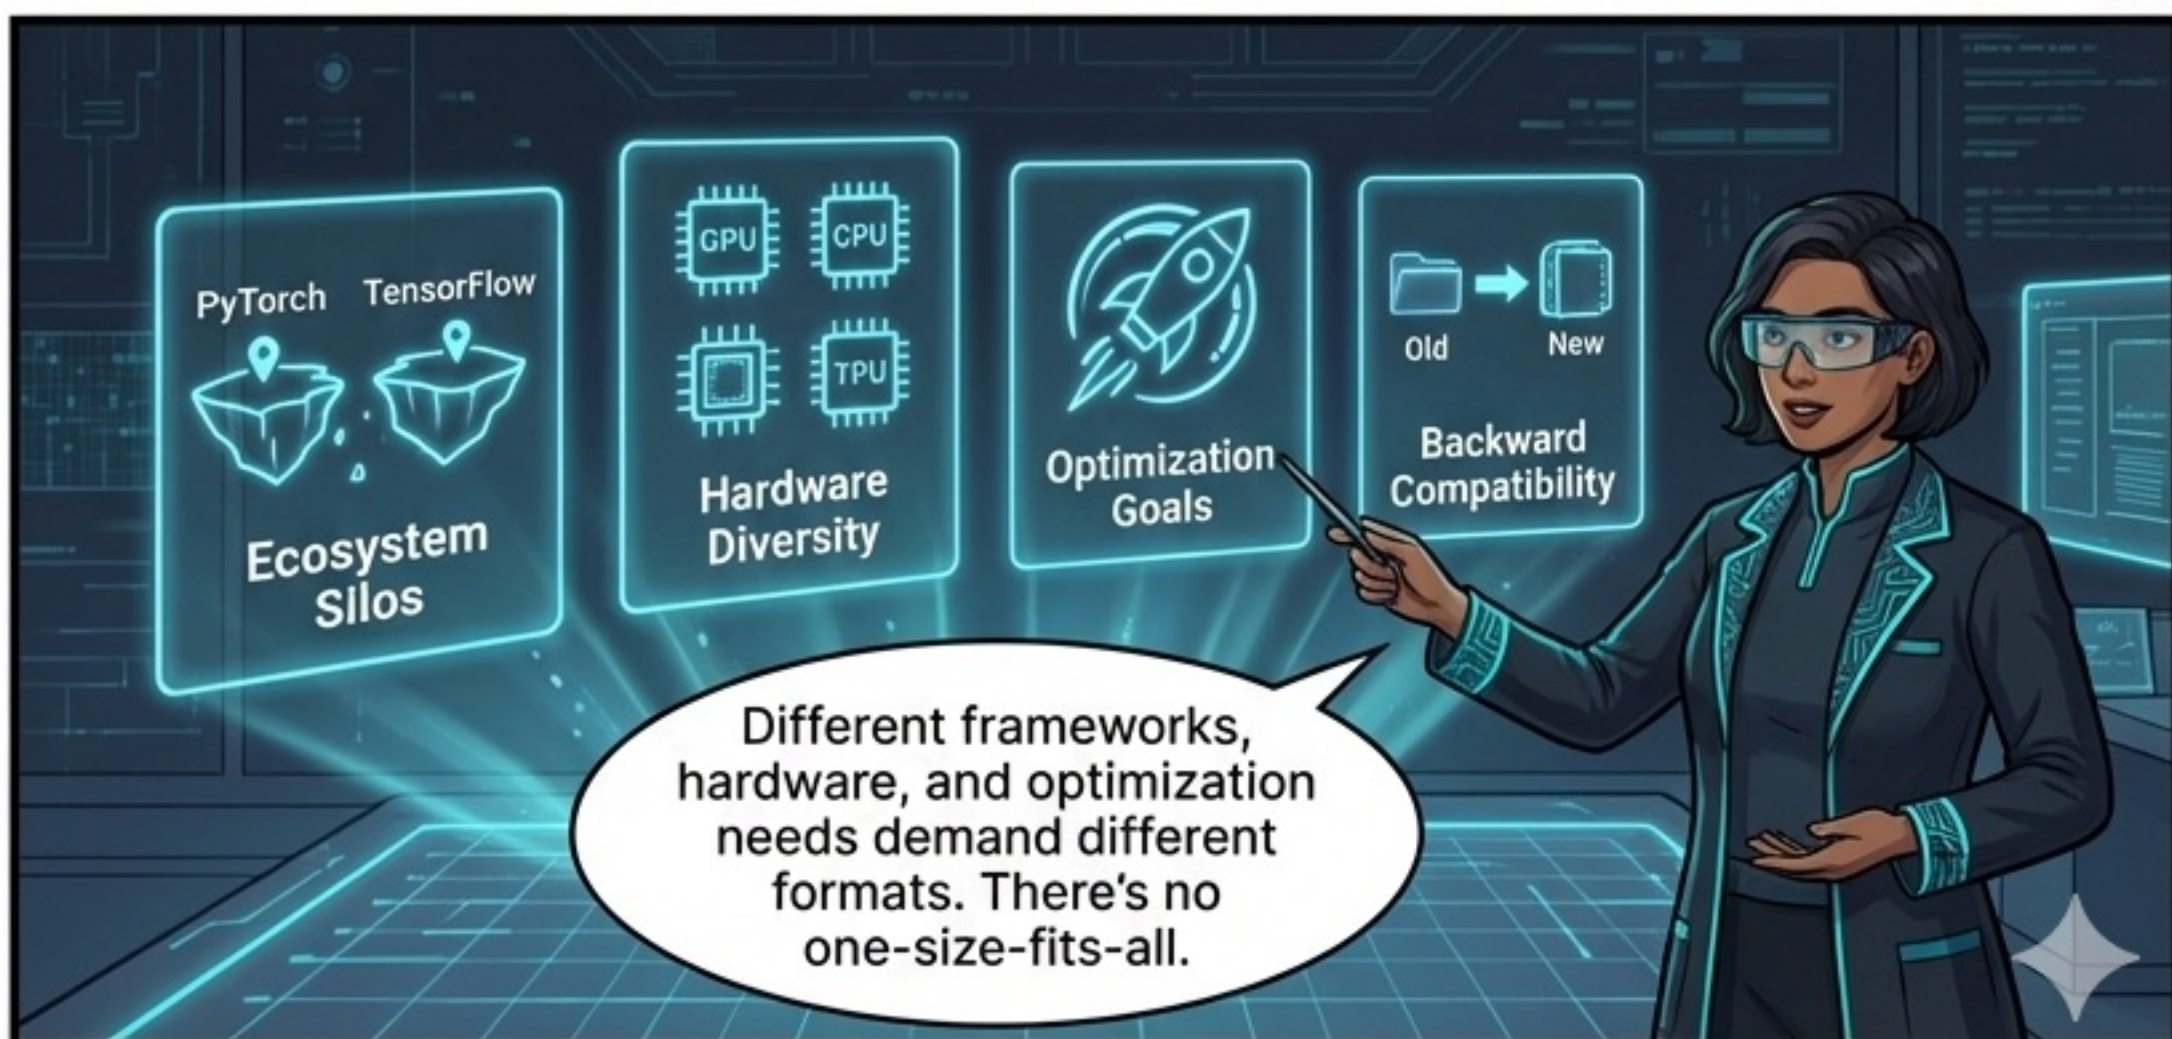 PyTorch TensorFlow
Ecosystem
Silos
GPU CPU
TPU
Hardware
Diversity
Optimization
Goals
Old New
Backward
Compatibility
Different frameworks,
hardware, and optimization
needs demand different
formats. There's no
one-size-fits-all.